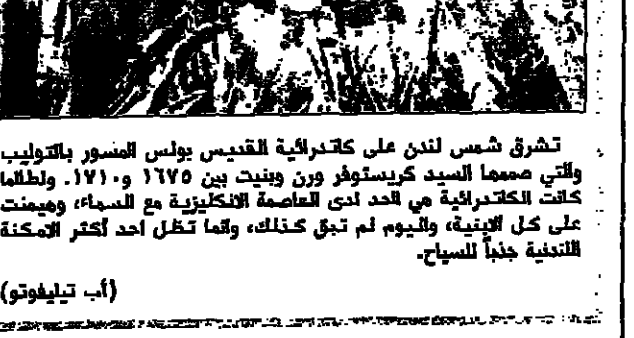 تشرق شمس لندن على كاتدرائية القديس بولس المسور بالتوليب
والتي صممها السيد كريستوفر ورن وبنيت بين ١٦٧٥ و١٧١٠. ولطالما
كانت الكاتدرائية هي الحد لدى العاصمة الانكليزية مع السماء، وهيمنت
على كل الابنية، واليوم لم تبق كذلك، وانما تظل احد أكثر الامكنة
اللندنية جذباً للسياح.
(أب تيليفوتو)